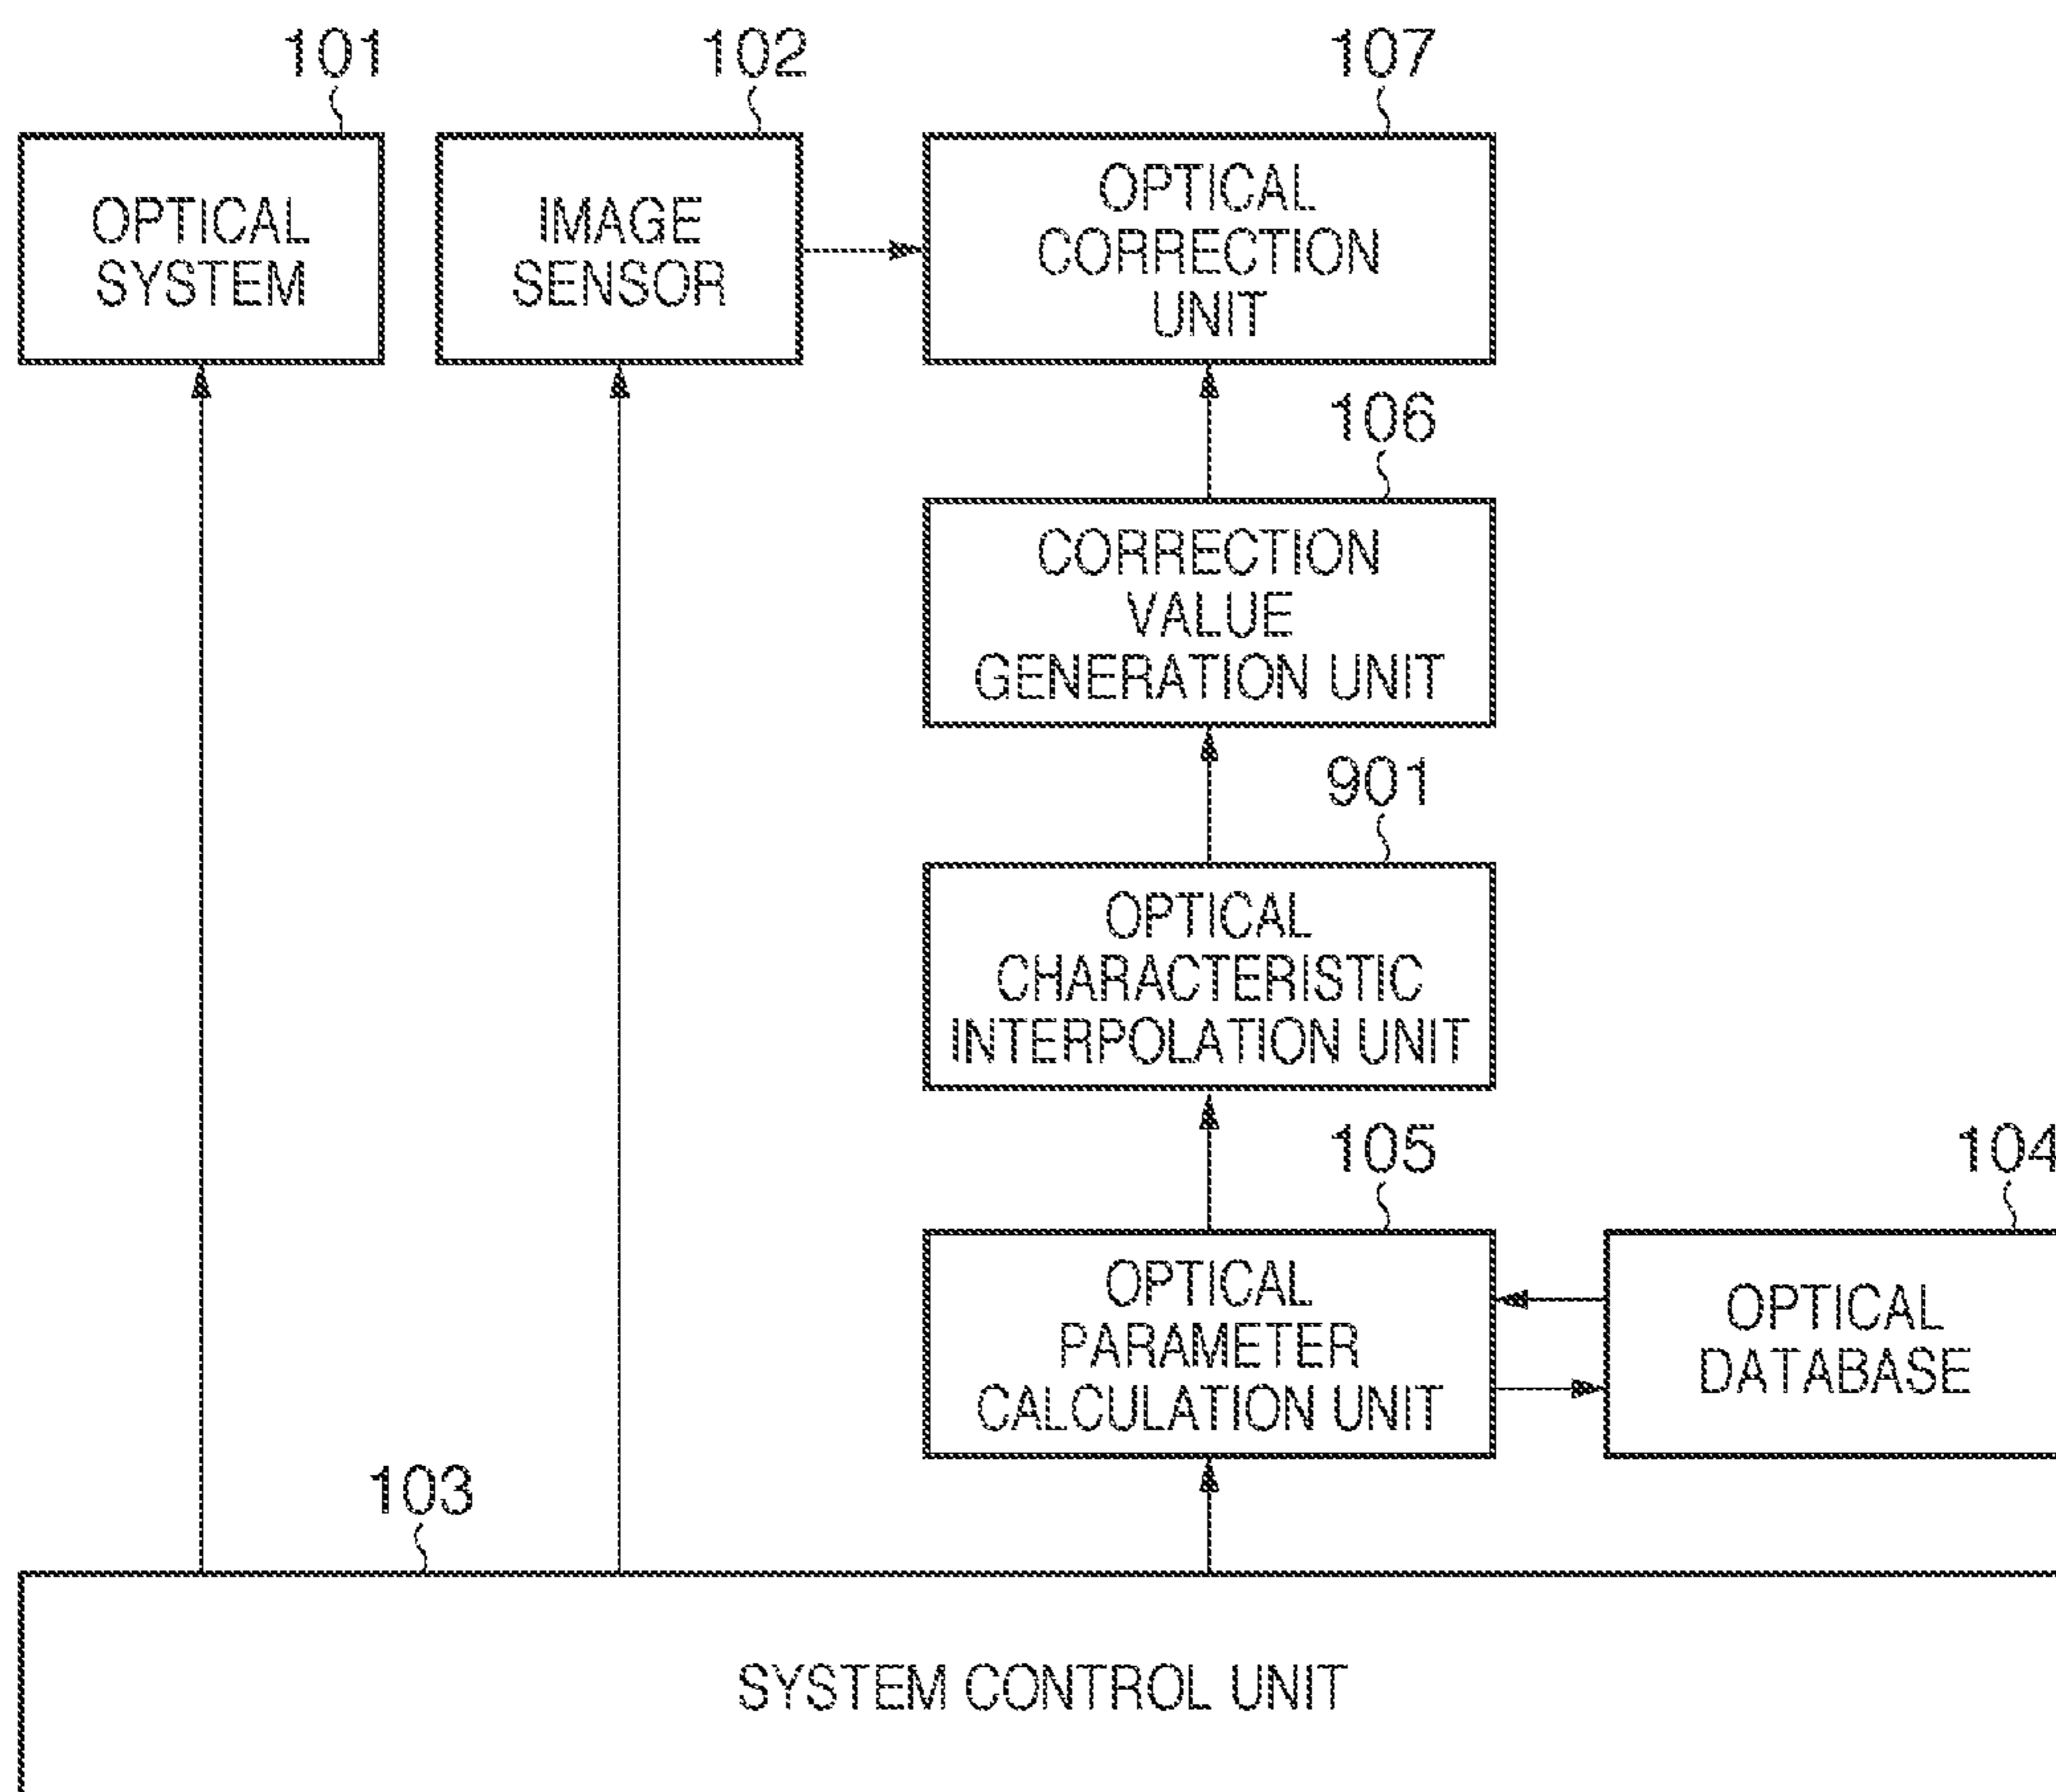 101
102
107
OPTICAL
SYSTEM
IMAGE
SENSOR
OPTICAL
CORRECTION
UNIT
106
CORRECTION
VALUE
GENERATION UNIT
901
OPTICAL
CHARACTERISTIC
INTERPOLATION UNIT
105
104
OPTICAL
PARAMETER
CALCULATION UNIT
OPTICAL
DATABASE
103
SYSTEM CONTROL UNIT